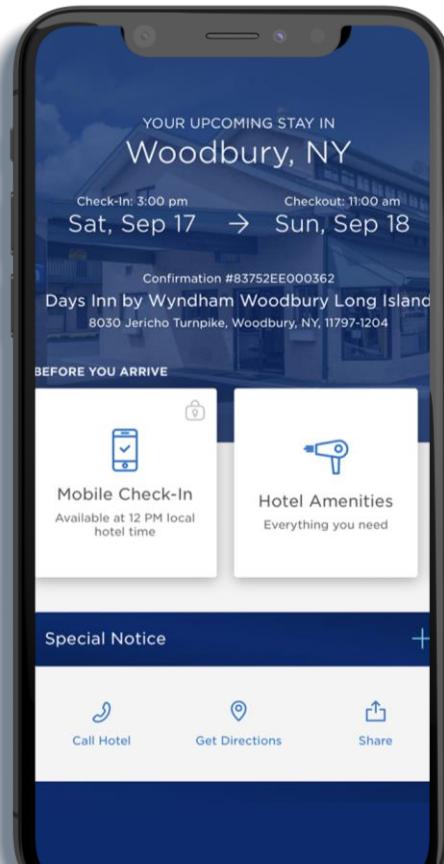 YOUR UPCOMING STAY IN
Woodbury, NY
Check-In: 3:00 pm
Checkout: 11:00 am
Sat, Sep 17 → Sun, Sep 18
Confirmation #83752EE000362
Days Inn by Wyndham Woodbury Long Island
8030 Jericho Turnpike, Woodbury, NY, 11797-1204
BEFORE YOU ARRIVE
Mobile Check-In
Available at 12 PM local
hotel time
Hotel Amenities
Everything you need
Special Notice +
Call Hotel
Get Directions
Share